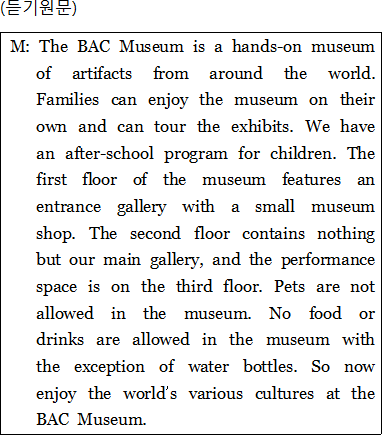 (듣기원문)
M: The BAC Museum is a hands-on museum
of artifacts from around the world.
Families can enjoy the museum on their
own and can tour the exhibits. We have
an after-school program for children. The
first floor of the museum features an
entrance gallery with a small museum
shop. The second floor contains nothing
but our main gallery, and the performance
space is on the third floor. Pets are not
allowed in the museum. No food or
drinks are allowed in the museum with
the exception of water bottles. So now
enjoy the world's various cultures at the
BAC Museum.